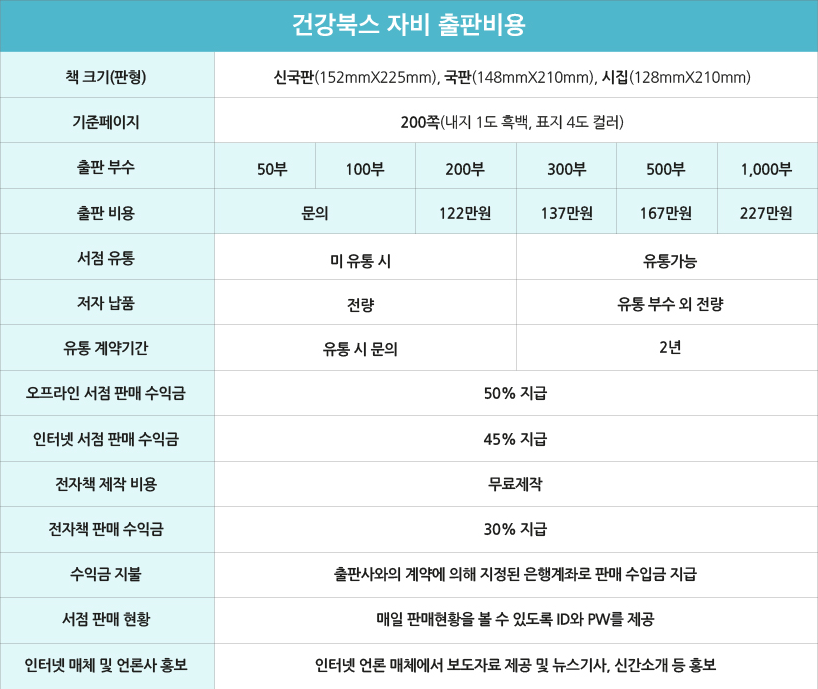 건강북스 자비 출판비용
책 크기(판형) 신국판(152mmX225mm), 국판(148mmX210mm), 시집(128mmX210mm)
기준페이지 200쪽(내지 1도 흑백, 표지 4도 컬러)
출판 부수 50부 100부 200부 300부 500부 1,000부
출판 비용 문의 122만원 137만원 167만원 227만원
서점 유통 미 유통 시 유통가능
저자 납품 전량 유통 부수 외 전량
유통 계약기간 유통 시 문의 2년
오프라인 서점 판매 수익금 50% 지급
인터넷 서점 판매 수익금 45% 지급
전자책 제작 비용 무료제작
전자책 판매 수익금 30% 지급
수익금 지불 출판사와의 계약에 의해 지정된 은행계좌로 판매 수입금 지급
서점 판매 현황 매일 판매현황을 볼 수 있도록 ID와 PW를 제공
인터넷 매체 및 언론사 홍보 인터넷 언론 매체에서 보도자료 제공 및 뉴스기사, 신간소개 등 홍보